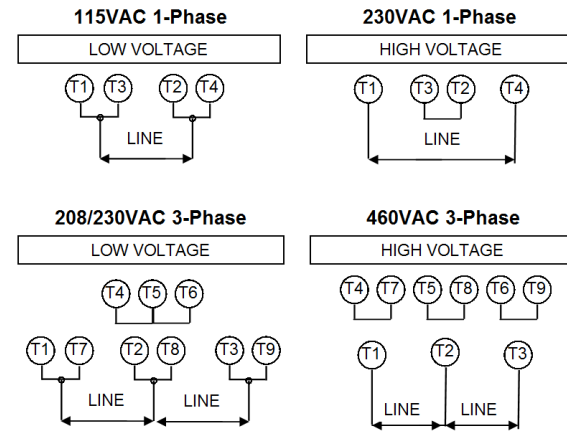 115VAC 1-Phase
LOW VOLTAGE
T1 T3 T2 T4
LINE
230VAC 1-Phase
HIGH VOLTAGE
T1 T3 T2 T4
LINE
208/230VAC 3-Phase
LOW VOLTAGE
T4 T5 T6
T1 T7 T2 T8 T3 T9
LINE LINE
460VAC 3-Phase
HIGH VOLTAGE
T4 T7 T5 T8 T6 T9
T1 T2 T3
LINE LINE